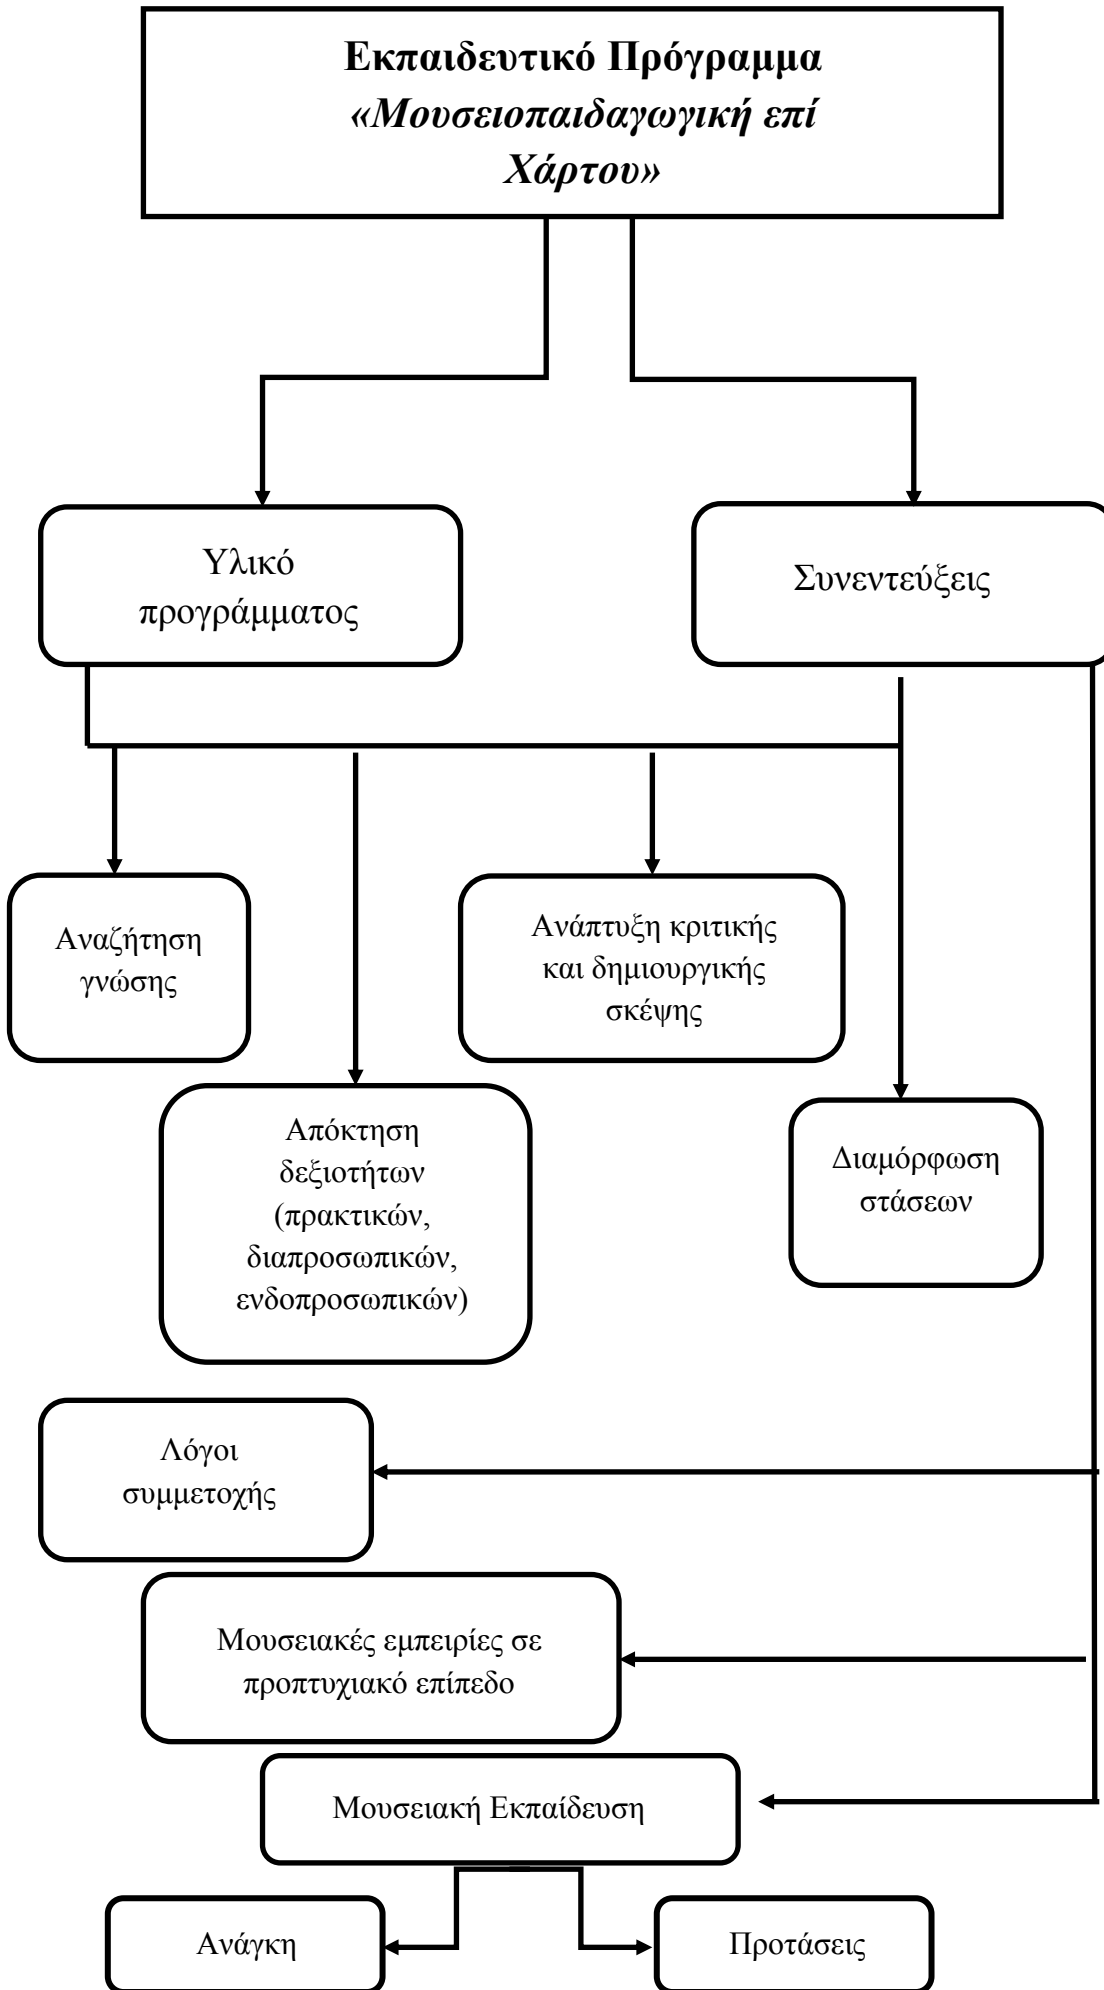 Εκπαιδευτικό Πρόγραμμα
«Μουσειοπαιδαγωγική επί
Χάρτου»
Υλικό
προγράμματος
Συνεντεύξεις
Αναζήτηση
γνώσης
Ανάπτυξη κριτικής
και δημιουργικής
σκέψης
Απόκτηση
δεξιοτήτων
(πρακτικών,
διαπροσωπικών,
ενδοπροσωπικών)
Διαμόρφωση
στάσεων
Λόγοι
συμμετοχής
Μουσειακές εμπειρίες σε
προπτυχιακό επίπεδο
Μουσειακή Εκπαίδευση
Ανάγκη
Προτάσεις